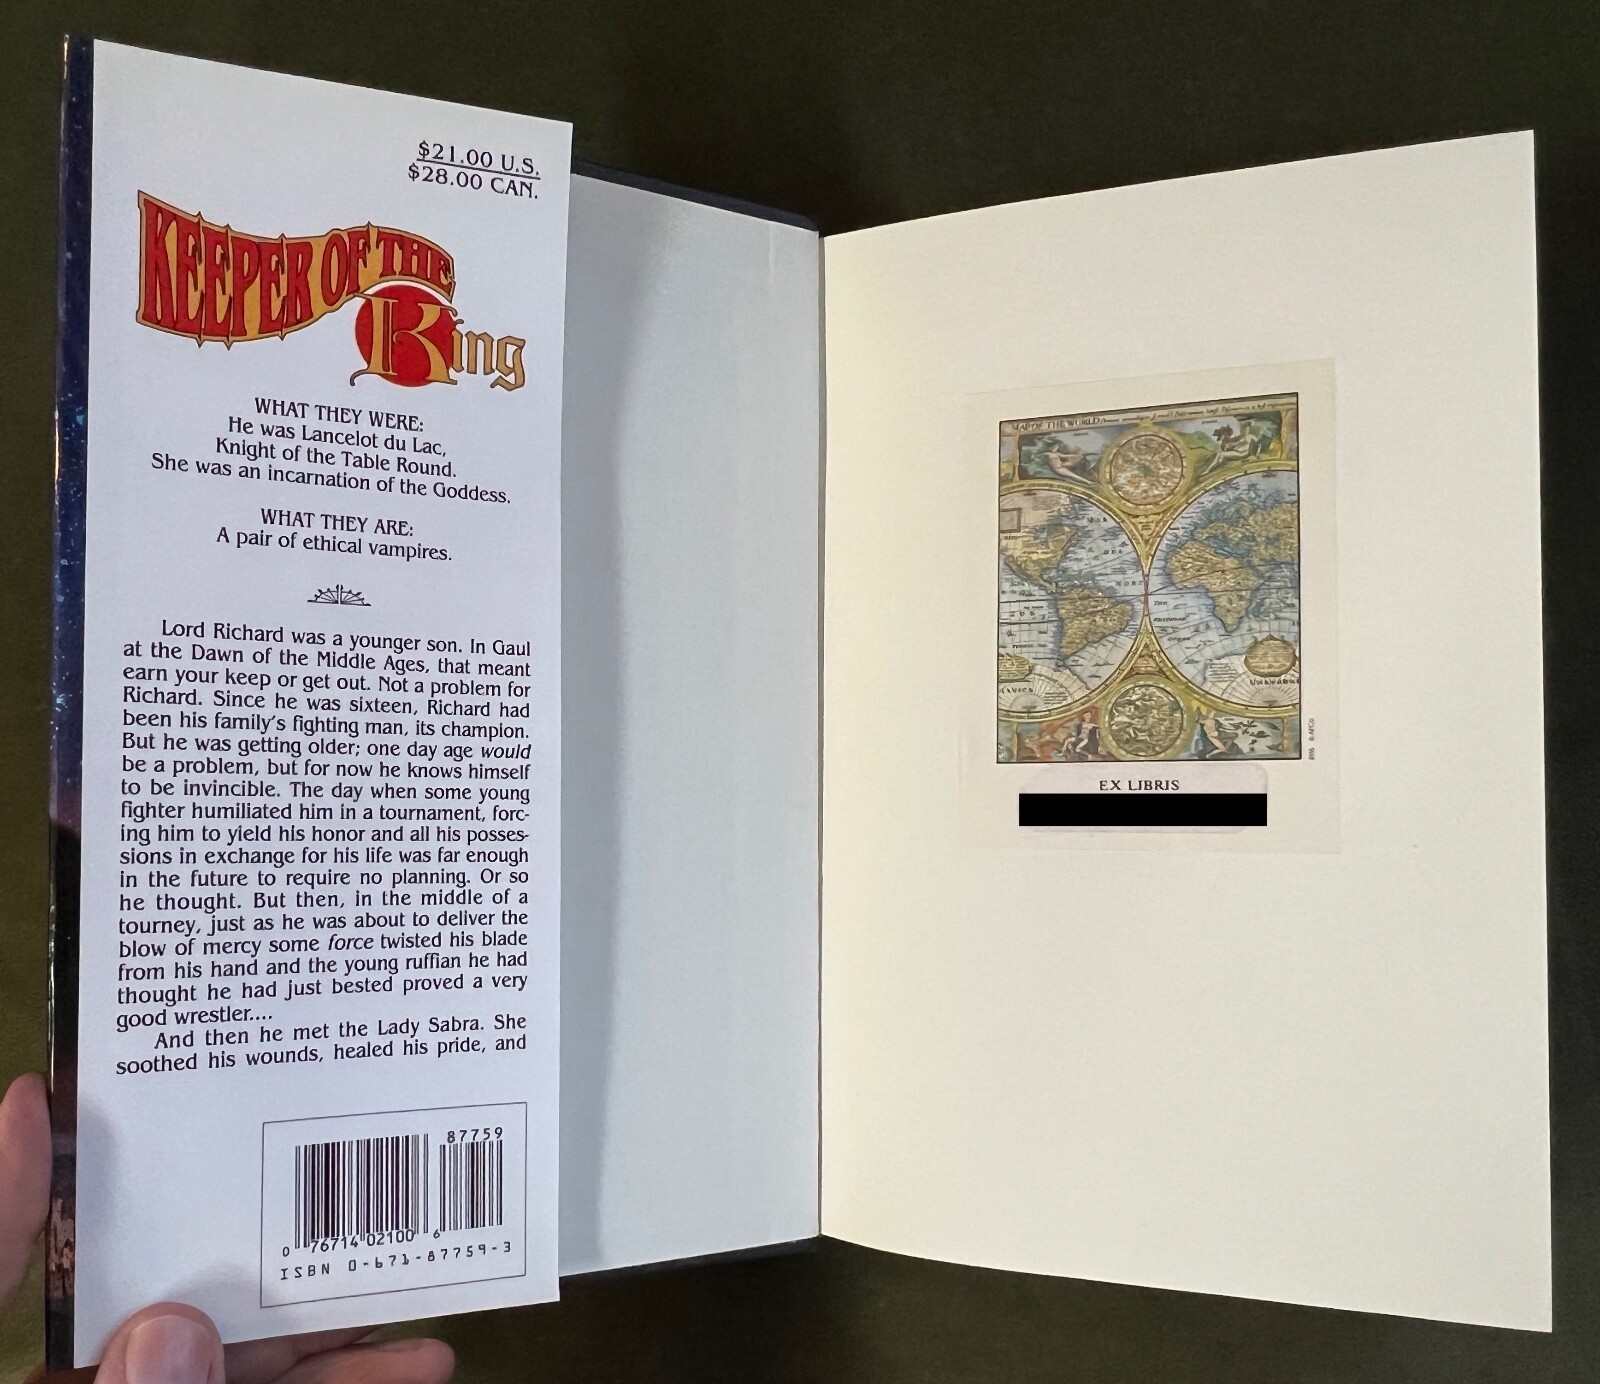 $21.00 U.S.
$28.00 CAN.
KEEPER OF THE
King
WHAT THEY WERE:
He was Lancelot du Lac,
Knight of the Table Round.
She was an incarnation of the Goddess.
WHAT THEY ARE:
A pair of ethical vampires.
Lord Richard was a younger son. In Gaul
at the Dawn of the Middle Ages, that meant
earn your keep or get out. Not a problem for
Richard. Since he was sixteen, Richard had
been his family's fighting man, its champion.
But he was getting older; one day age would
be a problem, but for now he knows himself
to be invincible. The day when some young
fighter humiliated him in a tournament, forc-
ing him to yield his honor and all his posses-
sions in exchange for his life was far enough
in the future to require no planning. Or so
he thought. But then, in the middle of a
tourney, just as he was about to deliver the
blow of mercy some force twisted his blade
from his hand and the young ruffian he had
thought he had just bested proved a very
good wrestler....
And then he met the Lady Sabra. She
soothed his wounds, healed his pride, and
87759
0 76714 02100 6
ISBN 0-671-87759-3
MAP OF THE WORLD
EX LIBRIS